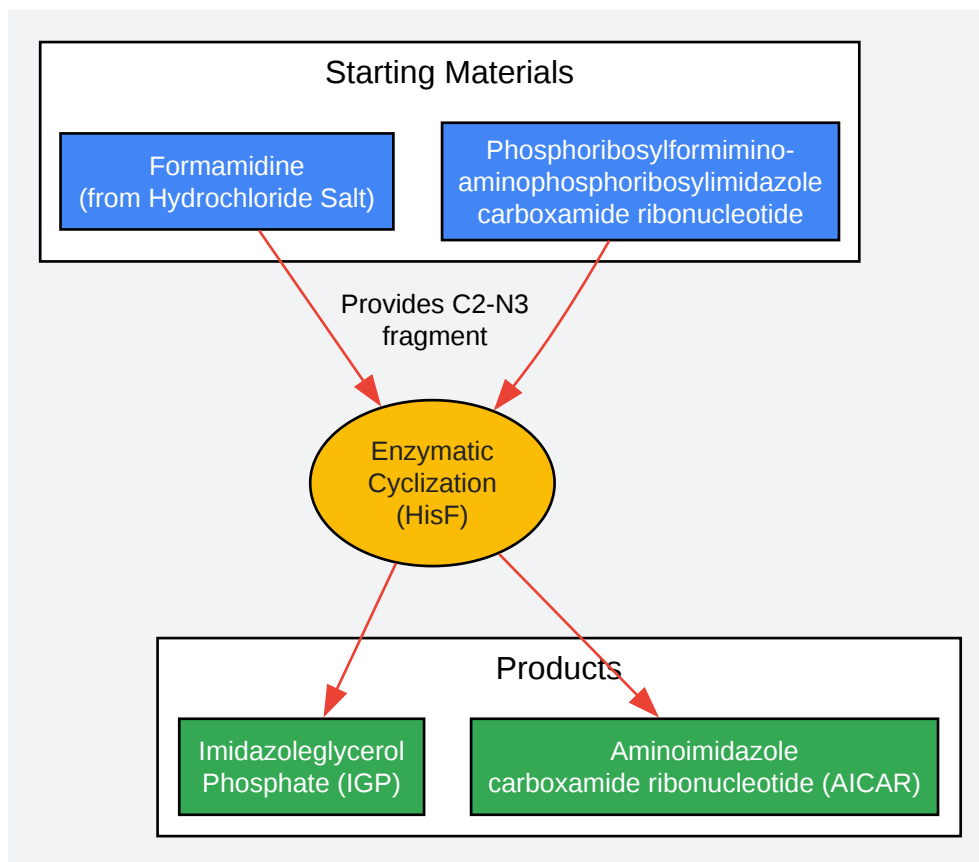 Starting Materials
Formamidine
(from Hydrochloride Salt)
Phosphoribosylformimino-
aminophosphoribosylimidazole
carboxamide ribonucleotide
Provides C2-N3
fragment
Enzymatic
Cyclization
(HisF)
Products
Imidazoleglycerol
Phosphate (IGP)
Aminoimidazole
carboxamide ribonucleotide (AICAR)